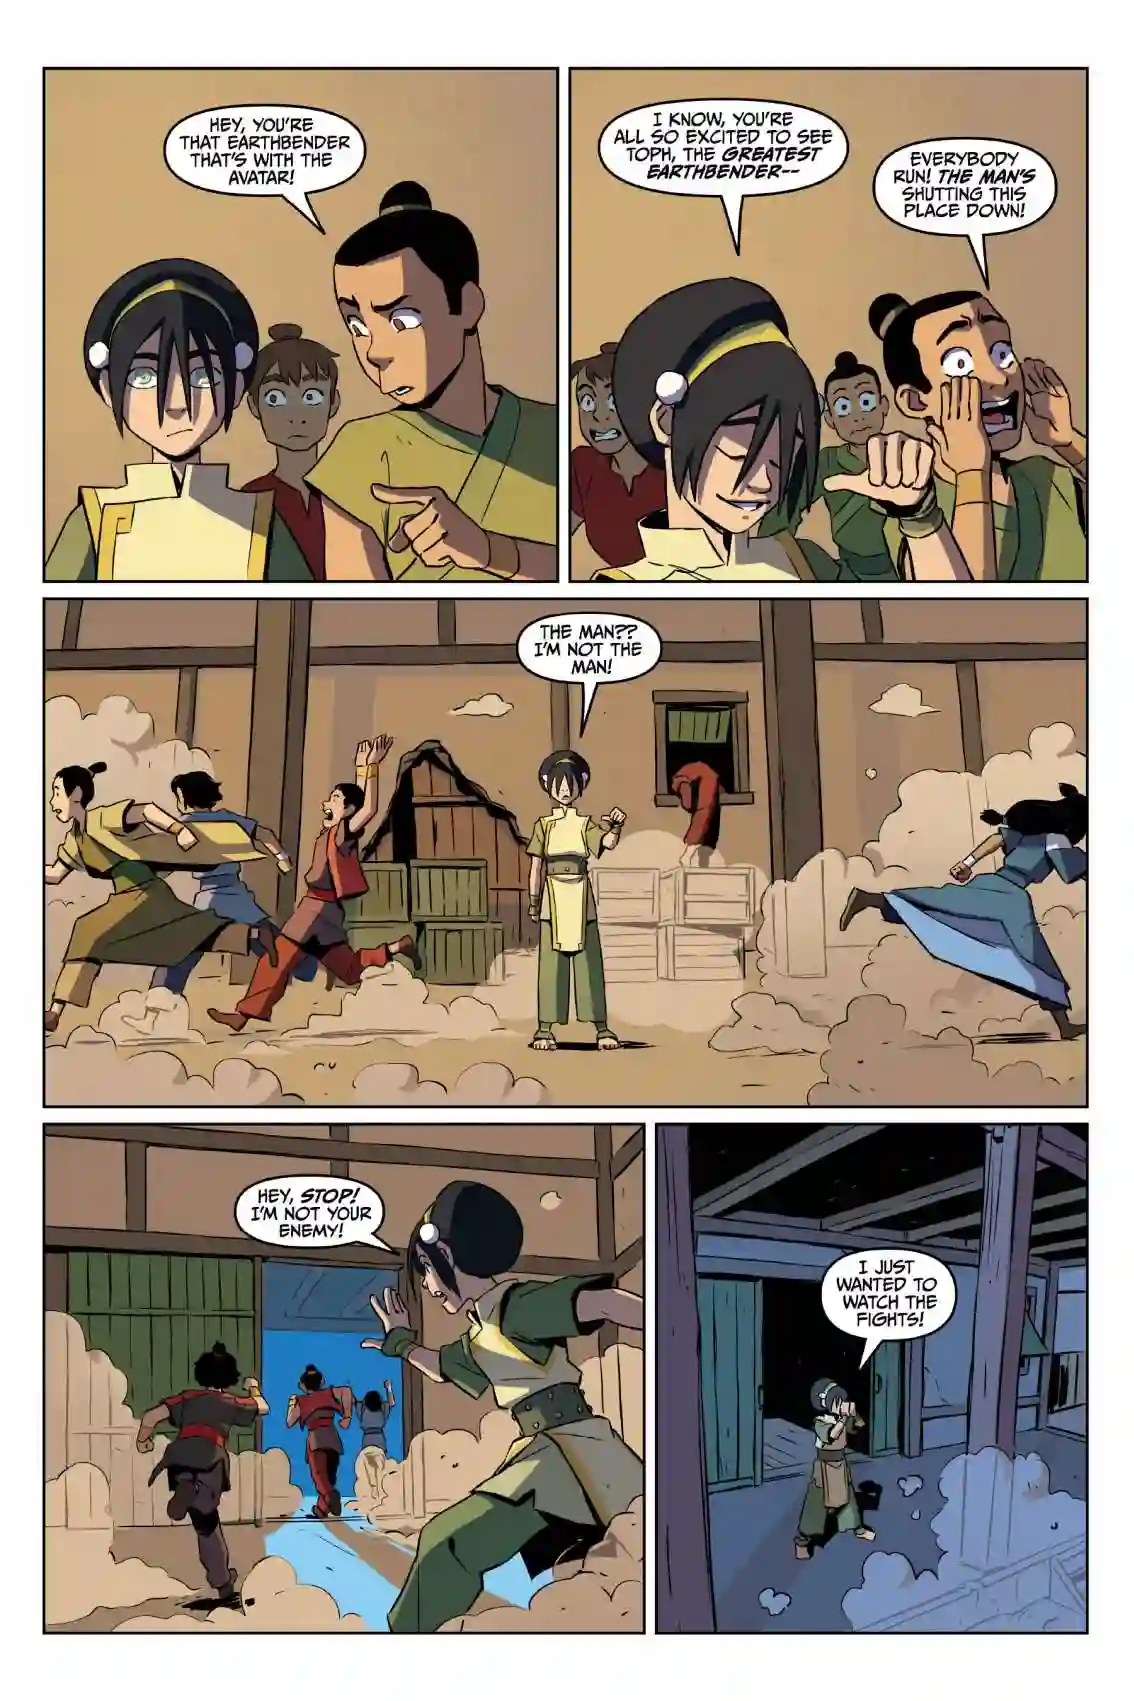 HEY, YOU'RE
THAT EARTHBENDER
THAT'S WITH THE
AVATAR!
I KNOW, YOU'RE
ALL SO EXCITED TO SEE
TOPH, THE GREATEST
EARTHBENDER--
EVERYBODY
RUN! THE MAN'S
SHUTTING THIS
PLACE DOWN!
THE MAN??
I'M NOT THE
MAN!
HEY, STOP!
I'M NOT YOUR
ENEMY!
I JUST
WANTED TO
WATCH THE
FIGHTS!